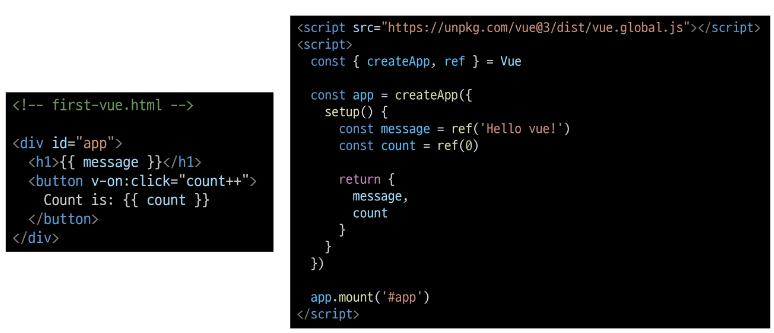 <!-- first-vue.html -->
<div id="app">
<h1>{{ message }}</h1>
<button v-on:click="count++">
Count is: {{ count }}
</button>
</div>
<script src="https://unpkg.com/vue@3/dist/vue.global.js"></script>
<script>
const { createApp, ref } = Vue
const app = createApp({
setup() {
const message = ref('Hello vue!')
const count = ref(0)
return {
message,
count
}
}
})
app.mount('#app')
</script>